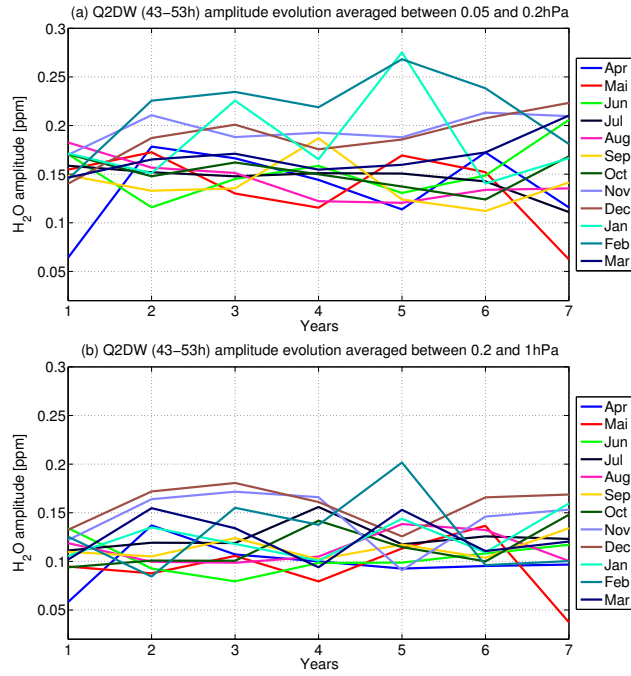 (a) Q2DW (43−53h) amplitude evolution averaged between 0.05 and 0.2hPa
0.3
0.25
0.2
0.15
0.1
0.05
H2O amplitude [ppm]
1 2 3 4 5 6 7
Years
Apr
Mai
Jun
Jul
Aug
Sep
Oct
Nov
Dec
Jan
Feb
Mar
(b) Q2DW (43−53h) amplitude evolution averaged between 0.2 and 1hPa
0.3
0.25
0.2
0.15
0.1
0.05
H2O amplitude [ppm]
1 2 3 4 5 6 7
Years
Apr
Mai
Jun
Jul
Aug
Sep
Oct
Nov
Dec
Jan
Feb
Mar